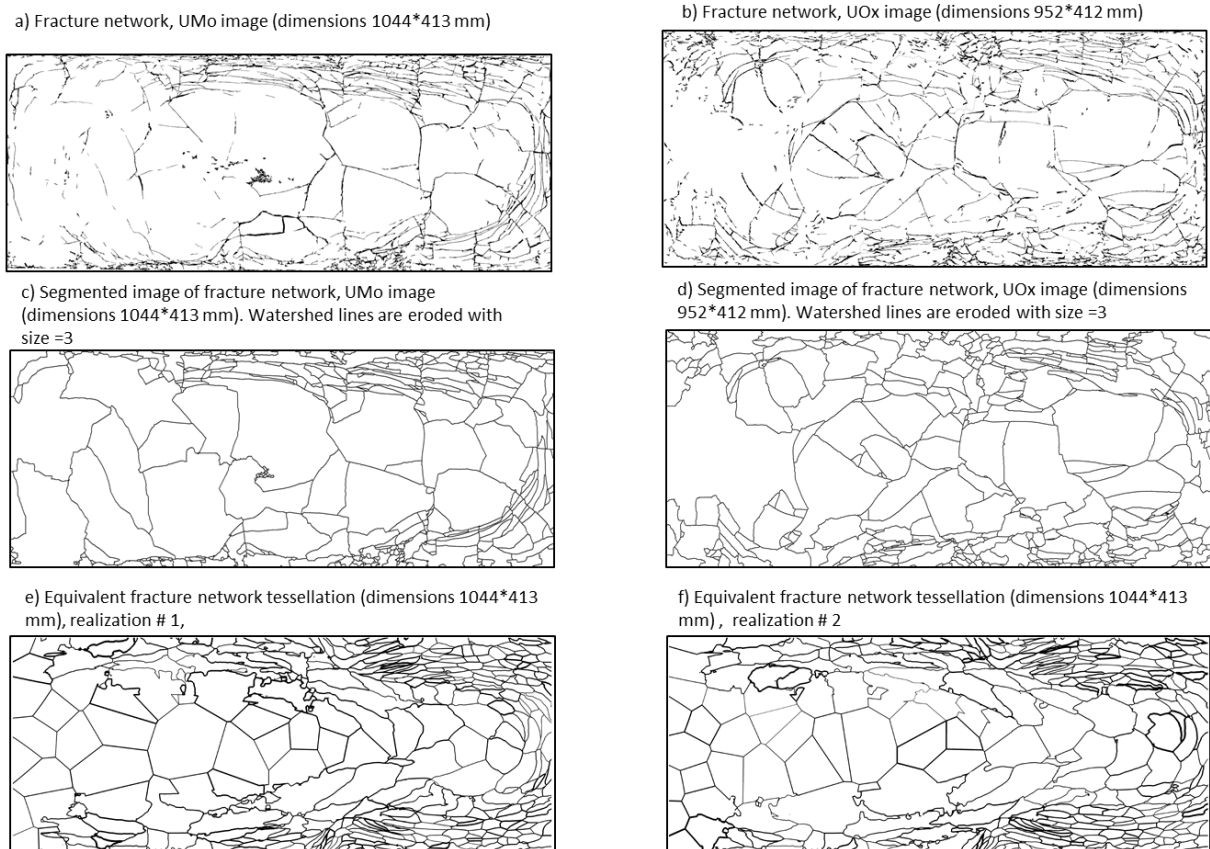 a) Fracture network, UMo image (dimensions 1044*413 mm)
b) Fracture network, UOx image (dimensions 952*412 mm)
c) Segmented image of fracture network, UMo image
(dimensions 1044*413 mm). Watershed lines are eroded with
size =3
d) Segmented image of fracture network, UOx image (dimensions
952*412 mm). Watershed lines are eroded with size =3
e) Equivalent fracture network tessellation (dimensions 1044*413
mm), realization # 1,
f) Equivalent fracture network tessellation (dimensions 1044*413
mm) , realization # 2